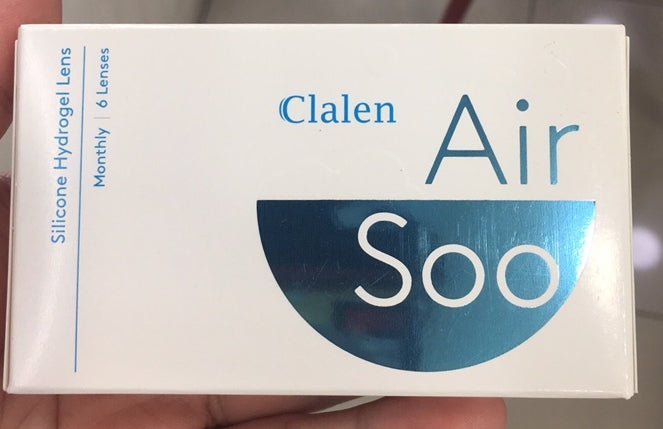 Silicone Hydrogel Lens
Monthly | 6 Lenses
Clalen
Air
Soo